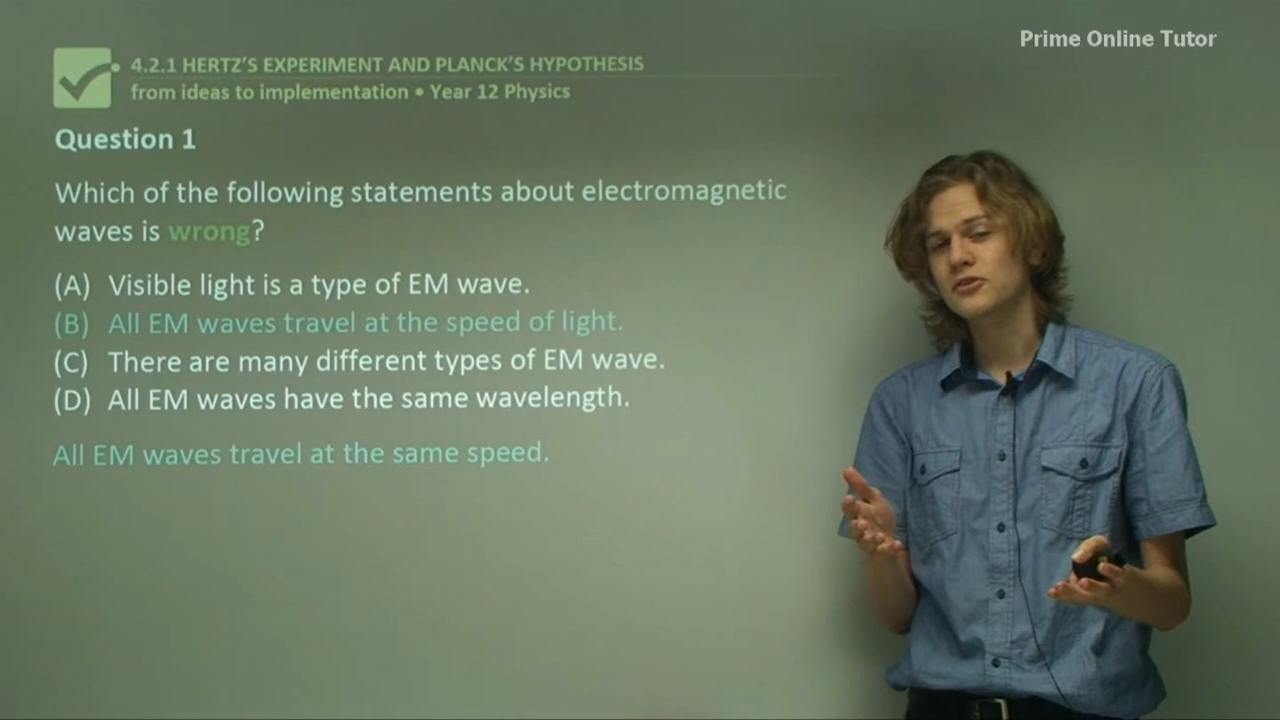 Prime Online Tutor
4.2.1 HERTZ'S EXPERIMENT AND PLANCK'S HYPOTHESIS
from ideas to implementation • Year 12 Physics
Question 1
Which of the following statements about electromagnetic
waves is wrong?
(A) Visible light is a type of EM wave.
(B) All EM waves travel at the speed of light.
(C) There are many different types of EM wave.
(D) All EM waves have the same wavelength.
All EM waves travel at the same speed.